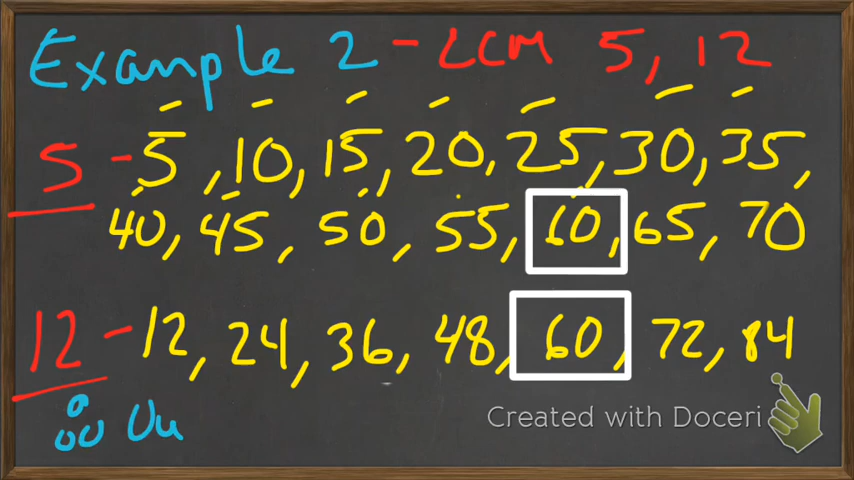 Example 2 - LCM 5, 12
5 - 5, 10, 15, 20, 25, 30, 35,
40, 45, 50, 55, 60, 65, 70
12 - 12, 24, 36, 48, 60, 72, 84
Created with Doceri